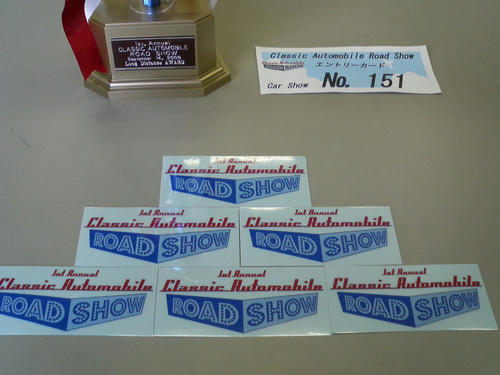 1st. Annual
CLASSIC AUTOMOBILE
ROAD SHOW
September 14, 2008
Long Distance AWARD
Classic Automobile Road Show
エントリーカード
Car Show No. 151
1st Annual
Classic Automobile
ROAD SHOW
1st Annual
Classic Automobile
ROAD SHOW
1st Annual
Classic Automobile
ROAD SHOW
1st Annual
Classic Automobile
ROAD SHOW
1st Annual
Classic Automobile
ROAD SHOW
1st Annual
Classic Automobile
ROAD SHOW